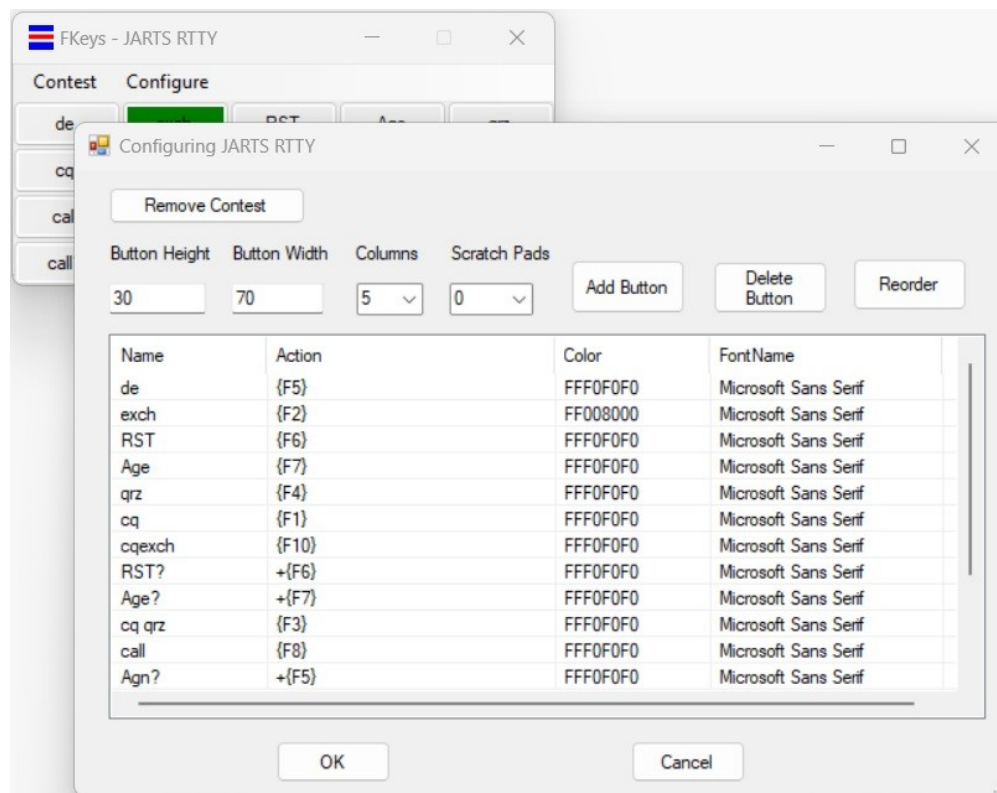 FKeys - JARTS RTTY
Contest Configure
de
cq
cal
call
Configuring JARTS RTTY
Remove Contest
Button Height Button Width Columns Scratch Pads
30 70 5 0 Add Button Delete Button Reorder
Name Action Color FontName
de {F5} FFF0F0F0 Microsoft Sans Serif
exch {F2} FF008000 Microsoft Sans Serif
RST {F6} FFF0F0F0 Microsoft Sans Serif
Age {F7} FFF0F0F0 Microsoft Sans Serif
qrz {F4} FFF0F0F0 Microsoft Sans Serif
cq {F1} FFF0F0F0 Microsoft Sans Serif
cqexch {F10} FFF0F0F0 Microsoft Sans Serif
RST? +{F6} FFF0F0F0 Microsoft Sans Serif
Age? +{F7} FFF0F0F0 Microsoft Sans Serif
cq qrz {F3} FFF0F0F0 Microsoft Sans Serif
call {F8} FFF0F0F0 Microsoft Sans Serif
Agn? +{F5} FFF0F0F0 Microsoft Sans Serif
OK Cancel